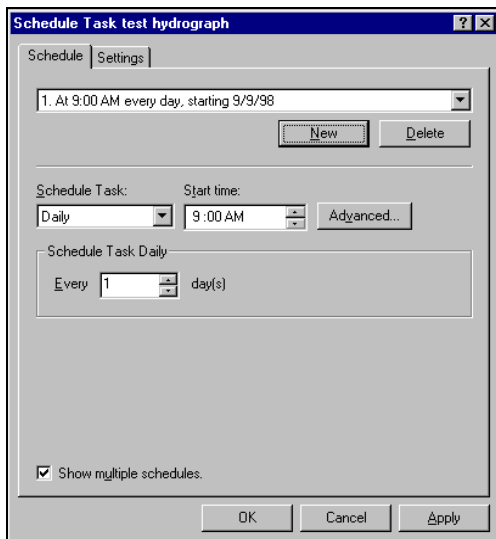 Schedule Task test hydrograph
Schedule Settings
1. At 9:00 AM every day, starting 9/9/98
New Delete
Schedule Task: Start time:
Daily 9:00 AM Advanced...
Schedule Task Daily
Every 1 day(s)
Show multiple schedules.
OK Cancel Apply